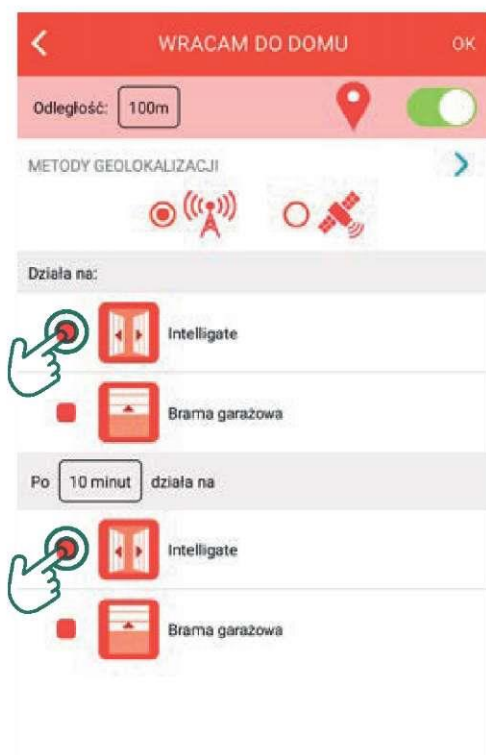 WRACAM DO DOMU OK
Odległość: 100m
METODY GEOLOKALIZACJI
Działa na:
Intelligate
Brama garażowa
Po 10 minut działa na
Intelligate
Brama garażowa